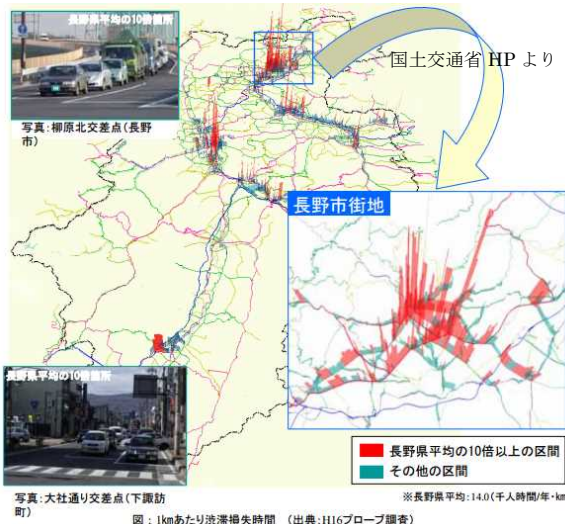 長野県平均の10倍箇所
国土交通省 HP より
写真:柳原北交差点(長野
市)
長野市街地
長野県平均の10倍箇所
長野県平均の10倍以上の区間
その他の区間
写真:大社通り交差点(下諏訪
町)
※長野県平均:14.0(千人時間/年・km)
図：1kmあたり渋滞損失時間 (出典:H16プローブ調査)